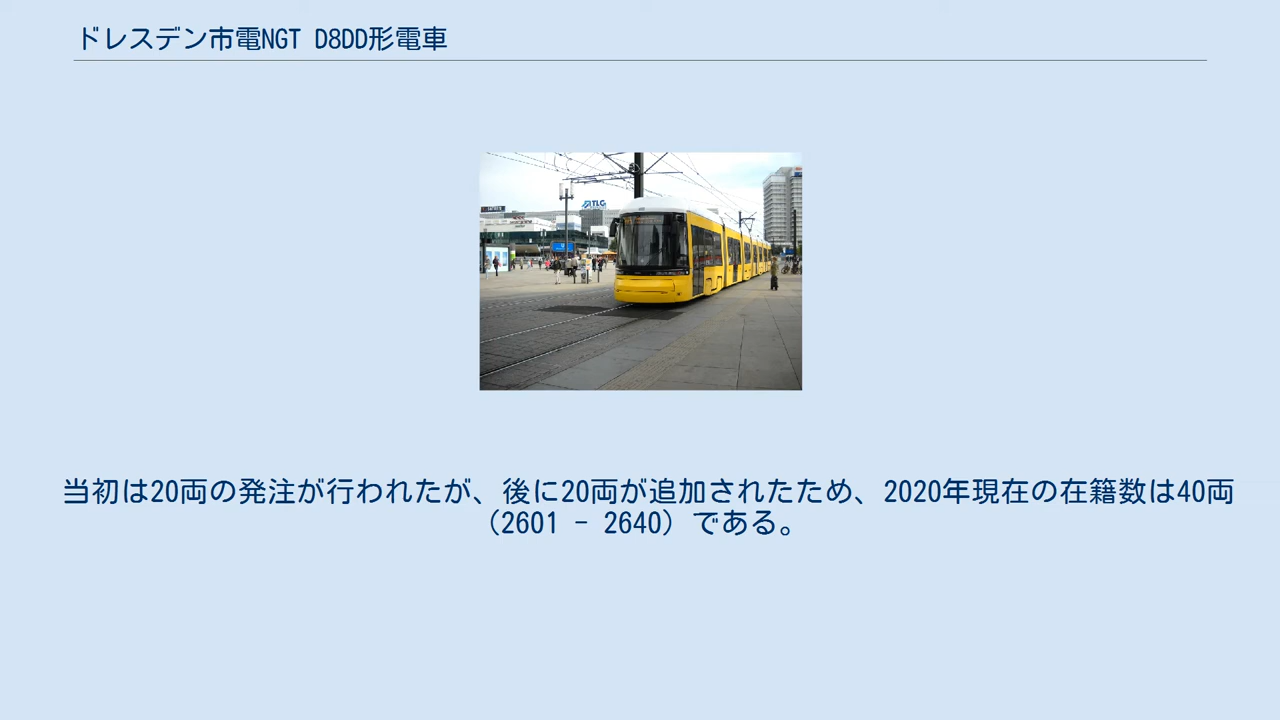 ドレスデン市電NGT D8DD形電車
TLG
当初は20両の発注が行われたが、後に20両が追加されたため、2020年現在の在籍数は40両
（2601 - 2640）である。